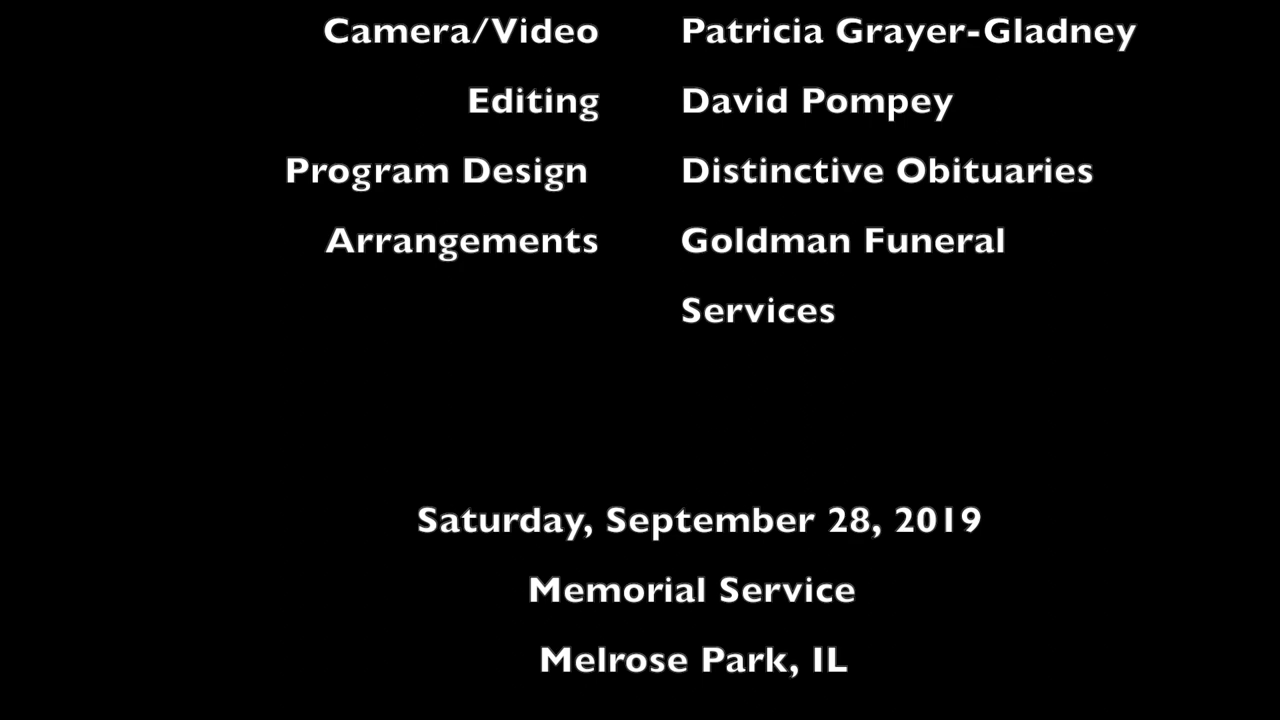 Camera/Video Patricia Grayer-Gladney
Editing David Pompey
Program Design Distinctive Obituaries
Arrangements Goldman Funeral
Services
Saturday, September 28, 2019
Memorial Service
Melrose Park, IL